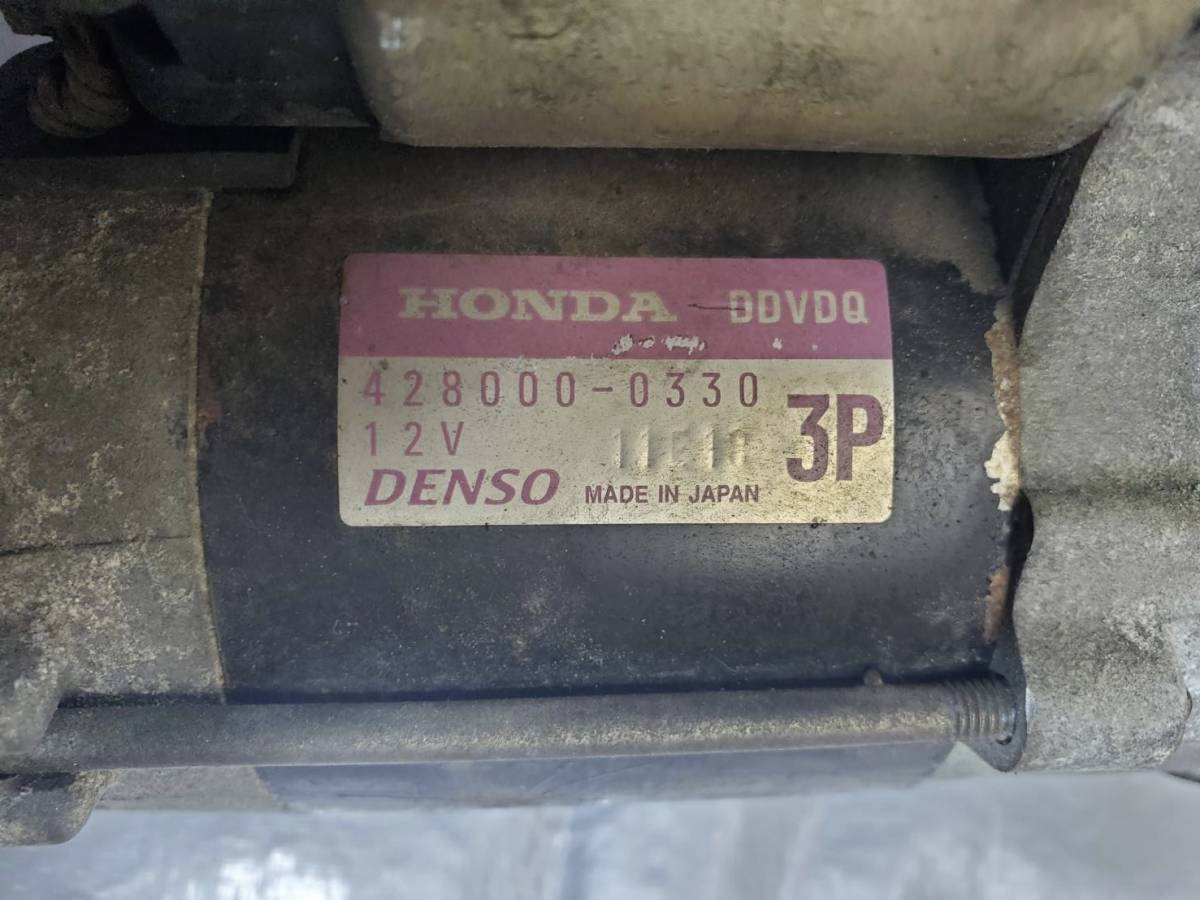 HONDA DDVDQ
428000-0330
12V
3P
DENSO MADE IN JAPAN